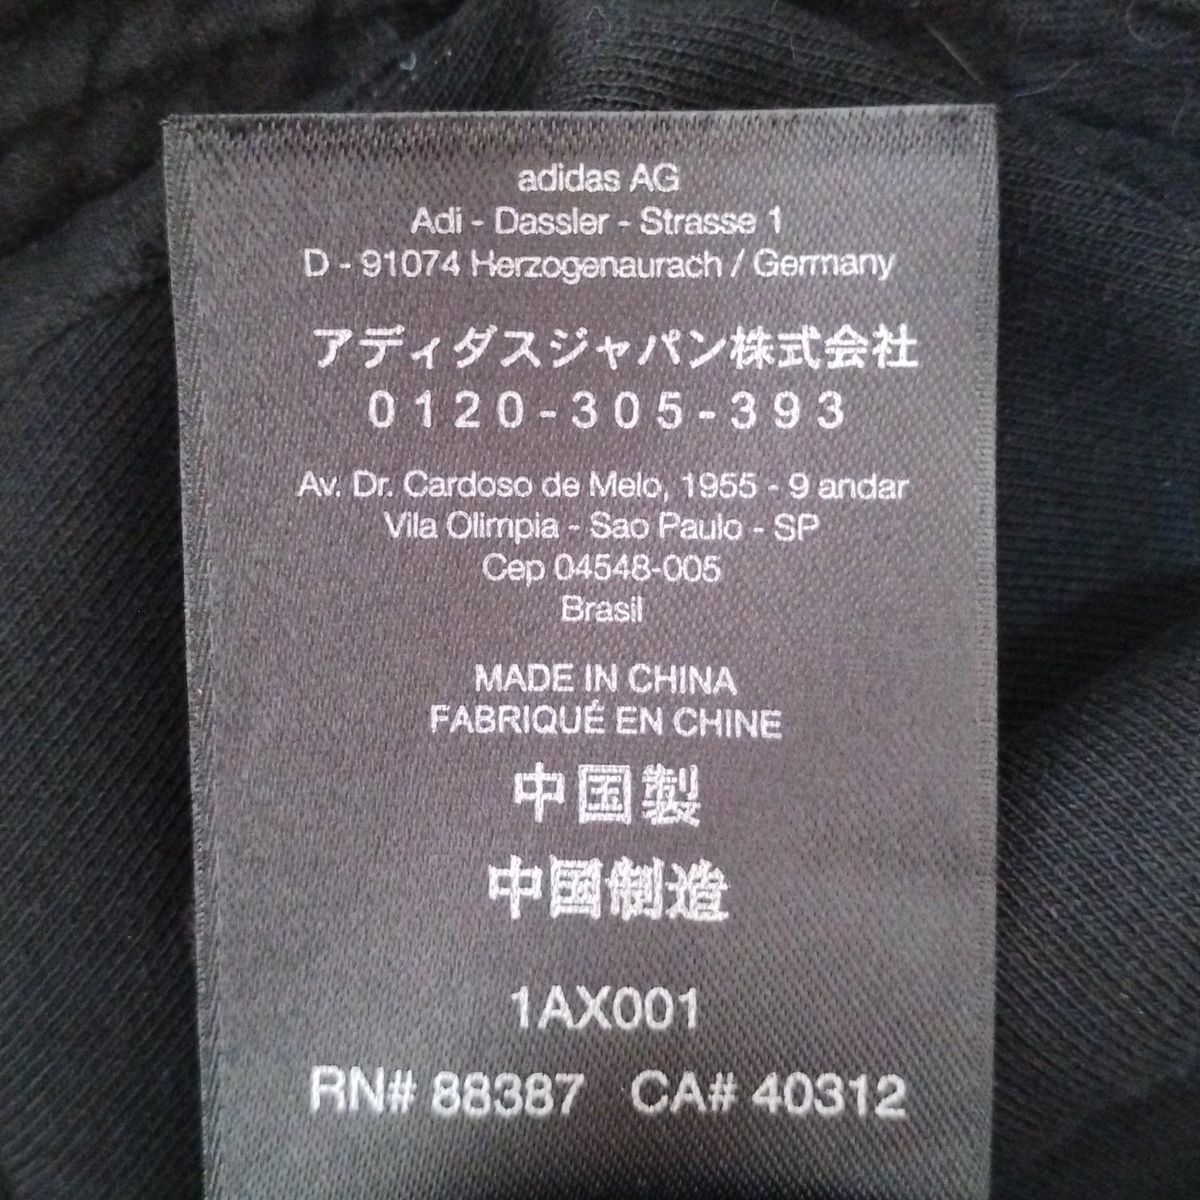 adidas AG
Adi - Dassler - Strasse 1
D - 91074 Herzogenaurach / Germany
アディダスジャパン株式会社
0120-305-393
Av. Dr. Cardoso de Melo, 1955 - 9 andar
Vila Olimpia - Sao Paulo - SP
Cep 04548-005
Brasil
MADE IN CHINA
FABRIQUÉ EN CHINE
中国製
中国制造
1AX001
RN# 88387 CA# 40312